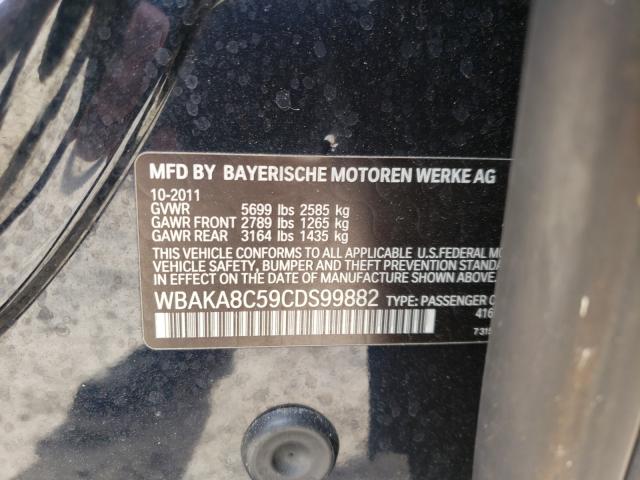 MFD BY BAYERISCHE MOTOREN WERKE AG
10-2011
GVWR 5699 lbs 2585 kg
GAWR FRONT 2789 lbs 1265 kg
GAWR REAR 3164 lbs 1435 kg
THIS VEHICLE CONFORMS TO ALL APPLICABLE U.S.FEDERAL
VEHICLE SAFETY, BUMPER AND THEFT PREVENTION
IN EFFECT ON THE DATE OF MANUFACTURE SHOWN ABOVE.
WBAKA8C59CDS99882 TYPE: PASSENGER
416